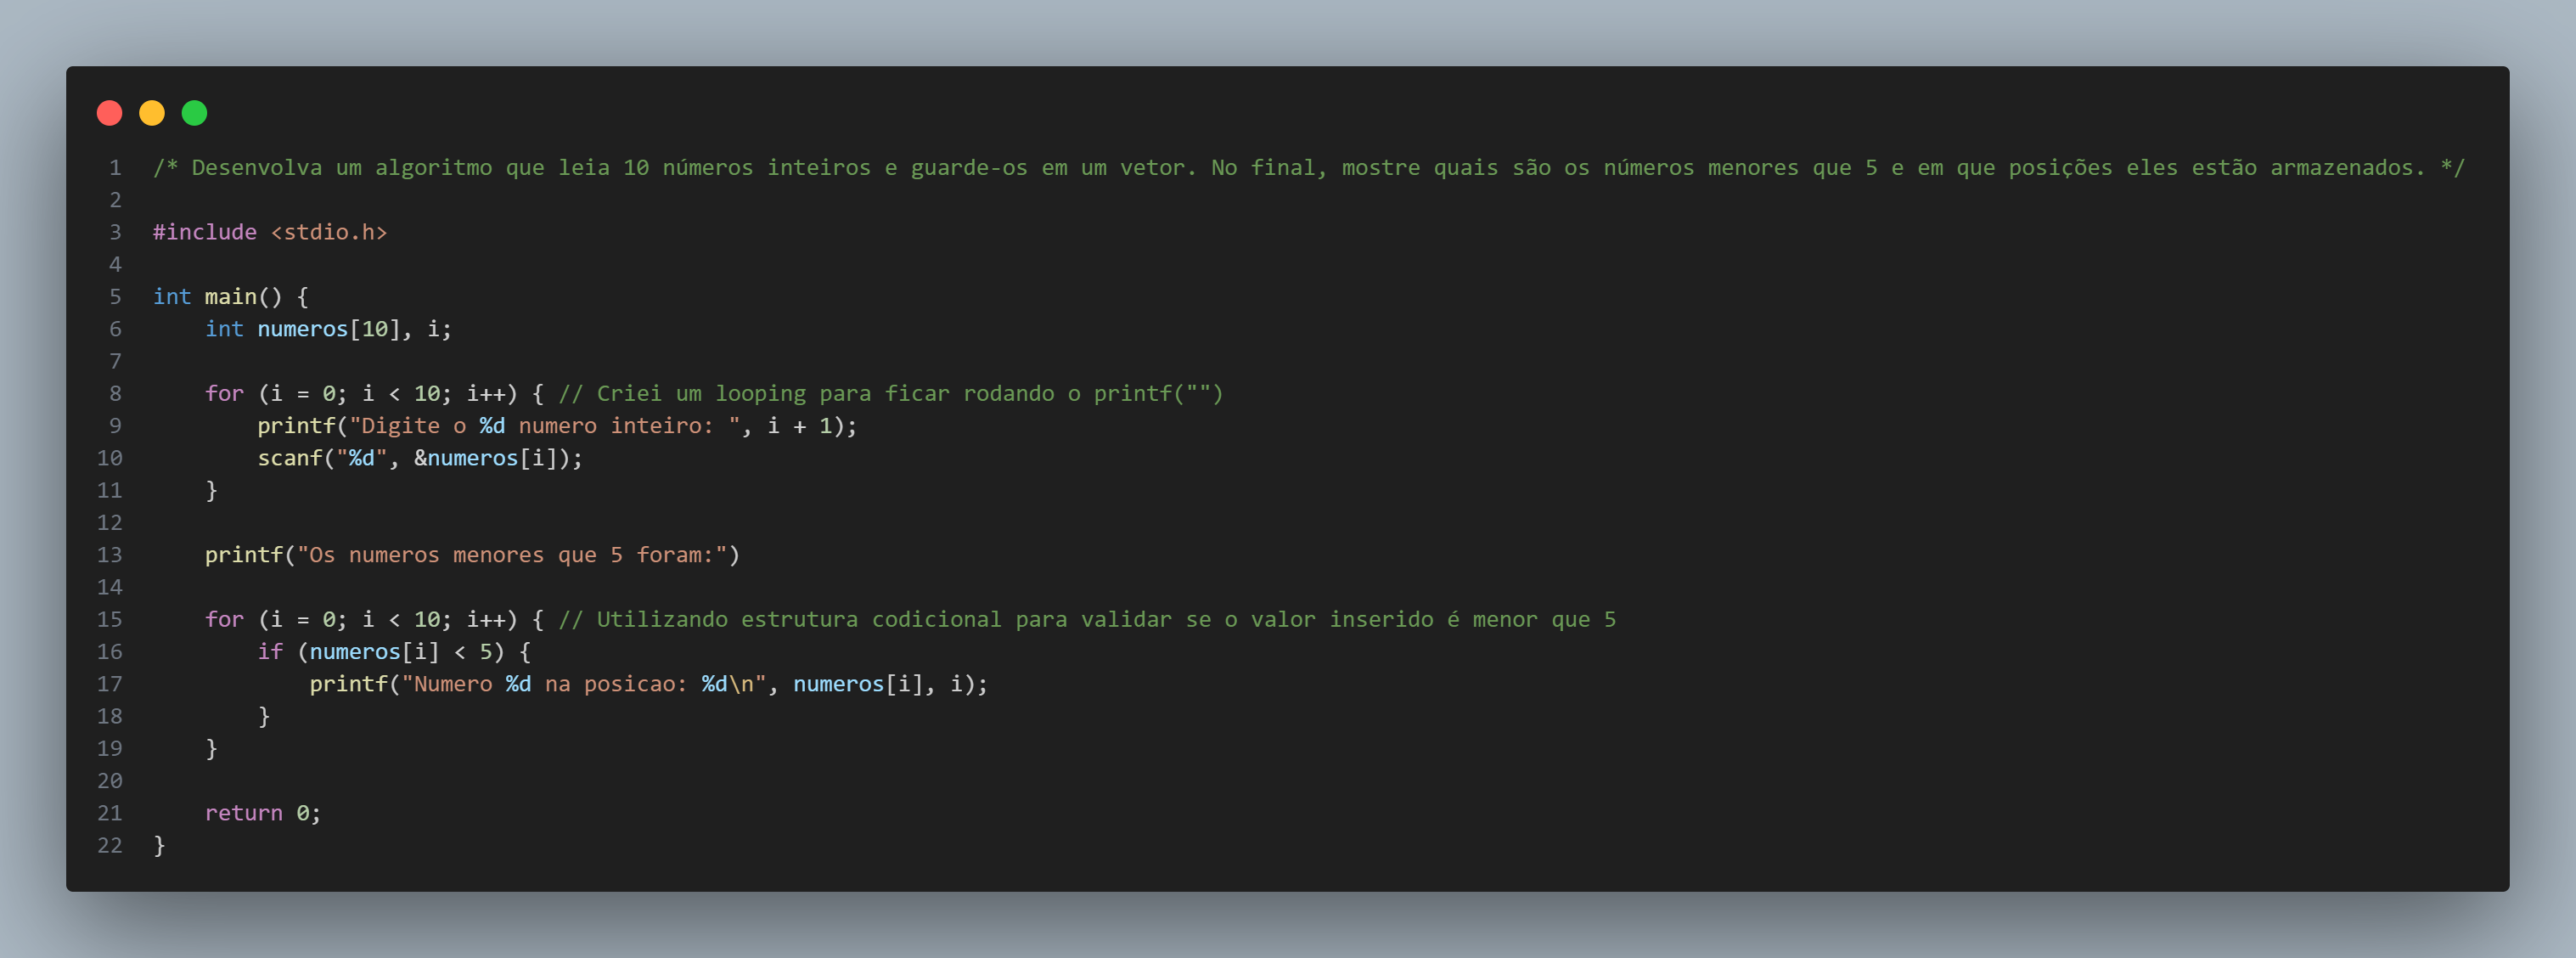 1 /* Desenvolva um algoritmo que leia 10 números inteiros e guarde-os em um vetor. No final, mostre quais são os números menores que 5 e em que posições eles estão armazenados. */
2
3 #include <stdio.h>
4
5 int main() {
6     int numeros[10], i;
7
8     for (i = 0; i < 10; i++) { // Criei um looping para ficar rodando o printf("")
9         printf("Digite o %d numero inteiro: ", i + 1);
10         scanf("%d", &numeros[i]);
11     }
12
13     printf("Os numeros menores que 5 foram:")
14
15     for (i = 0; i < 10; i++) { // Utilizando estrutura codicional para validar se o valor inserido é menor que 5
16         if (numeros[i] < 5) {
17             printf("Numero %d na posicao: %d\n", numeros[i], i);
18         }
19     }
20
21     return 0;
22 }